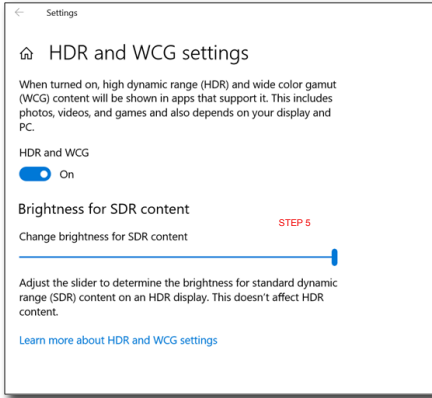 Settings
HDR and WCG settings
When turned on, high dynamic range (HDR) and wide color gamut
(WCG) content will be shown in apps that support it. This includes
photos, videos, and games and also depends on your display and
PC.
HDR and WCG
On
Brightness for SDR content
STEP 5
Change brightness for SDR content
Adjust the slider to determine the brightness for standard dynamic
range (SDR) content on an HDR display. This doesn't affect HDR
content.
Learn more about HDR and WCG settings